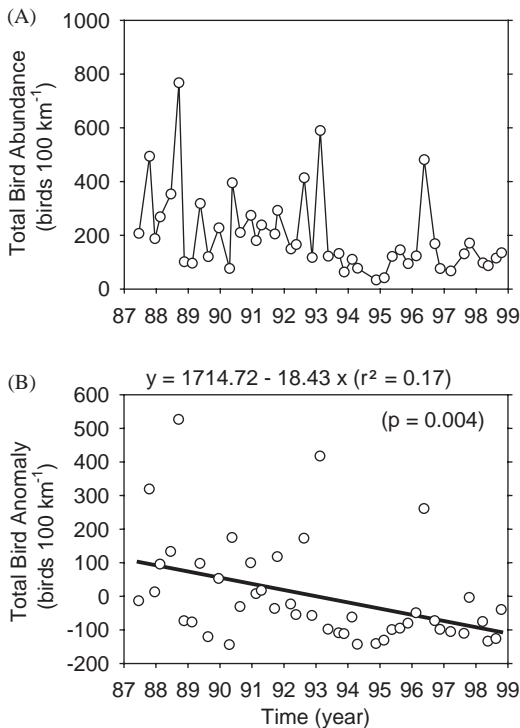 (A)
Total Bird Abundance
(birds 100 km⁻¹)
1000
800
600
400
200
0
87 88 89 90 91 92 93 94 95 96 97 98 99
(B)
y = 1714.72 - 18.43 x (r² = 0.17)
(p = 0.004)
Total Bird Anomaly
(birds 100 km⁻¹)
600
500
400
300
200
100
0
-100
-200
87 88 89 90 91 92 93 94 95 96 97 98 99
Time (year)